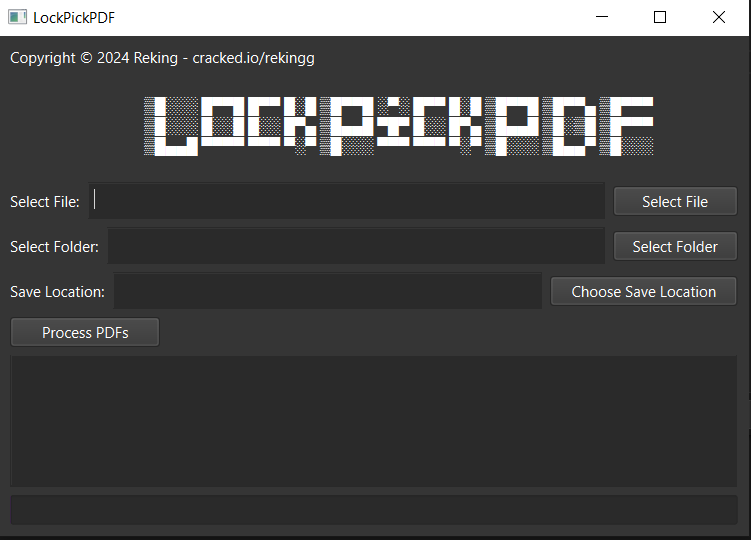 LockPickPDF
Copyright © 2024 Reking - cracked.io/rekingg
LOCKPICKPDF
Select File: Select File
Select Folder: Select Folder
Save Location: Choose Save Location
Process PDFs